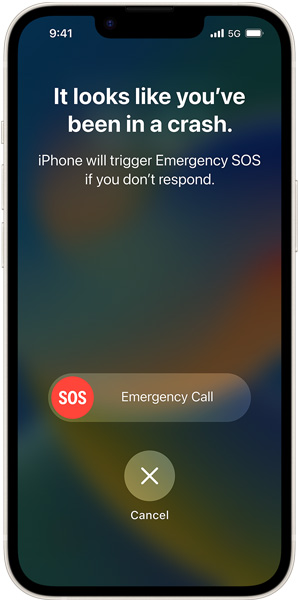 9:41 5G
It looks like you’ve
been in a crash.
iPhone will trigger Emergency SOS
if you don’t respond.
SOS Emergency Call
Cancel